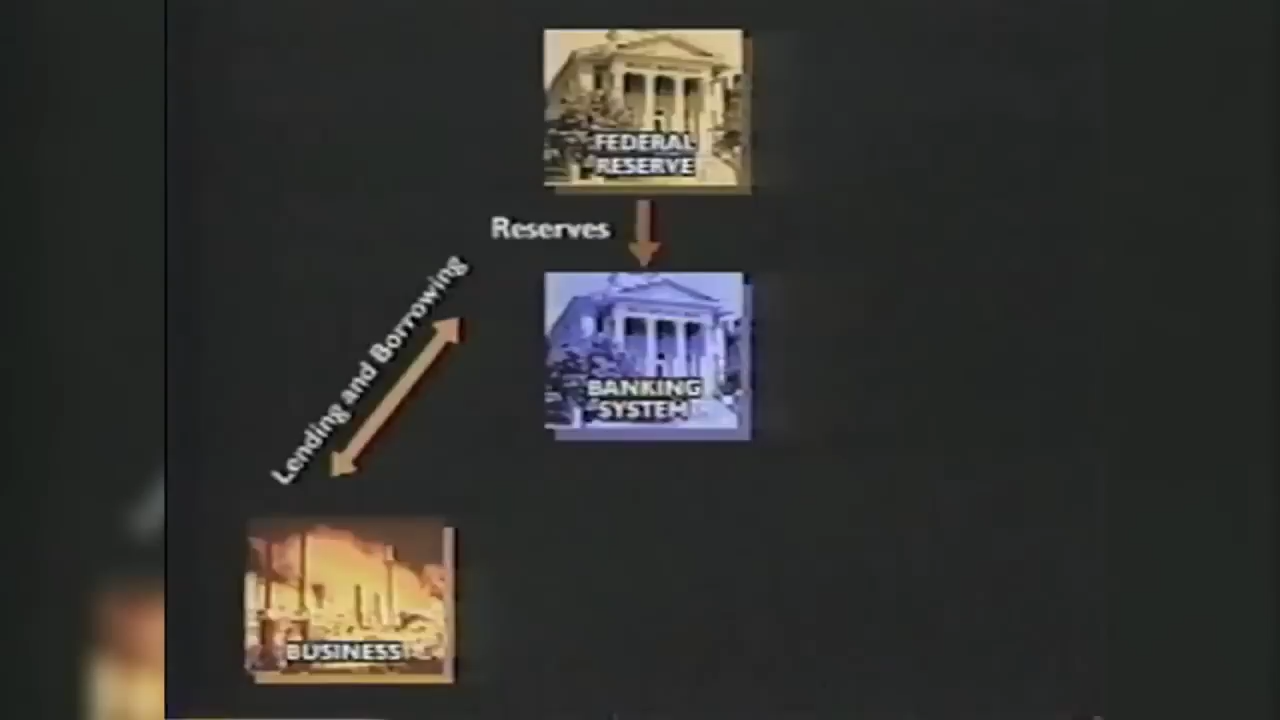 FEDERAL
RESERVE
Reserves
Lending and Borrowing
BANKING
SYSTEM
BUSINESS